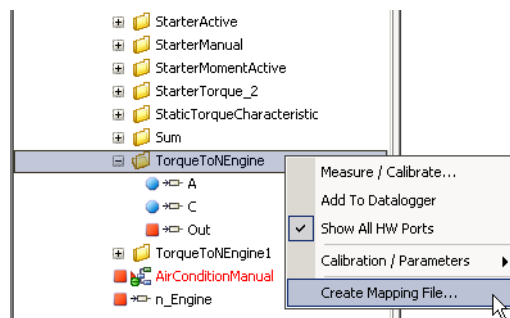 StarterActive
StarterManual
StarterMomentActive
StarterTorque_2
StaticTorqueCharacteristic
Sum
TorqueToNEngine
A
C
Out
TorqueToNEngine1
AirConditionManual
n_Engine
Measure / Calibrate...
Add To Datalogger
Show All HW Ports
Calibration / Parameters
Create Mapping File...